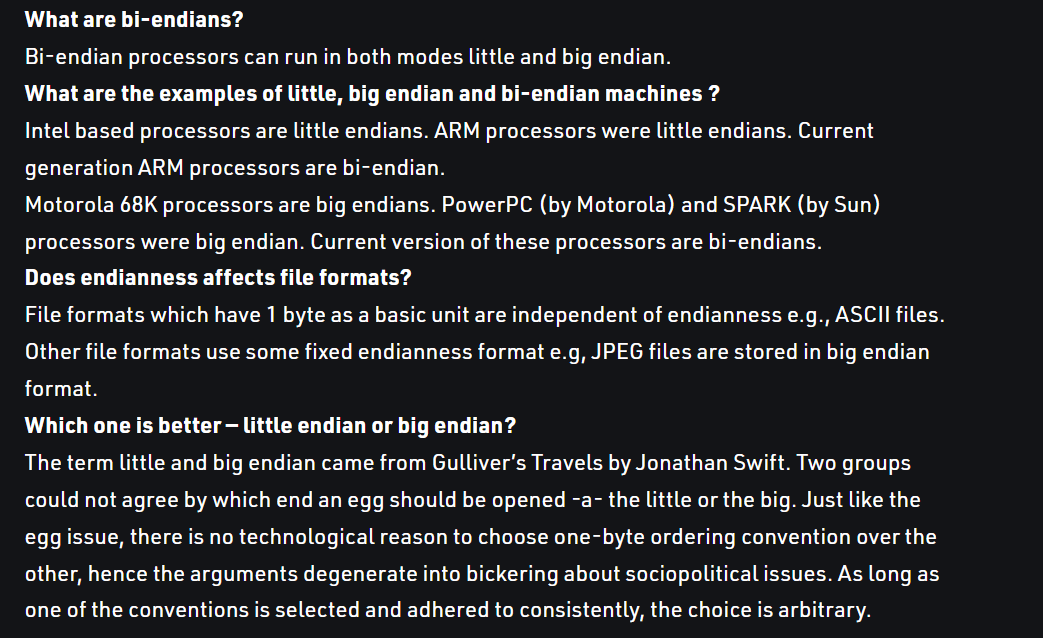 What are bi-endians?
Bi-endian processors can run in both modes little and big endian.
What are the examples of little, big endian and bi-endian machines ?
Intel based processors are little endians. ARM processors were little endians. Current
generation ARM processors are bi-endian.
Motorola 68K processors are big endians. PowerPC (by Motorola) and SPARK (by Sun)
processors were big endian. Current version of these processors are bi-endians.
Does endianness affects file formats?
File formats which have 1 byte as a basic unit are independent of endianness e.g., ASCII files.
Other file formats use some fixed endianness format e.g, JPEG files are stored in big endian
format.
Which one is better – little endian or big endian?
The term little and big endian came from Gulliver’s Travels by Jonathan Swift. Two groups
could not agree by which end an egg should be opened -a- the little or the big. Just like the
egg issue, there is no technological reason to choose one-byte ordering convention over the
other, hence the arguments degenerate into bickering about sociopolitical issues. As long as
one of the conventions is selected and adhered to consistently, the choice is arbitrary.